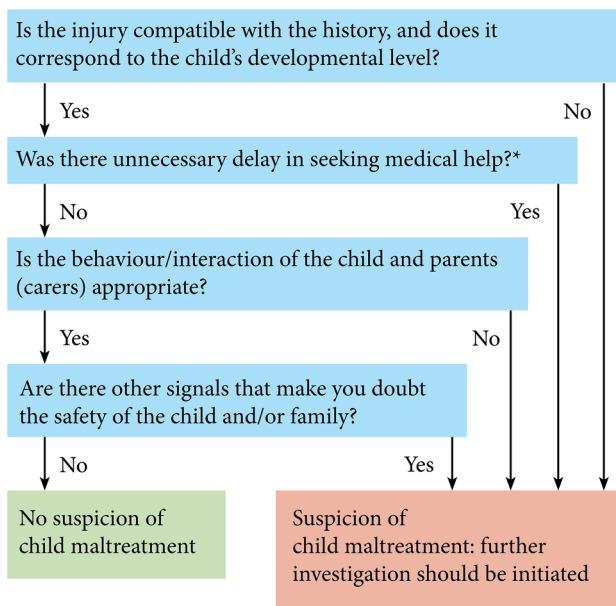 Is the injury compatible with the history, and does it
correspond to the child’s developmental level?
Yes
No
Was there unnecessary delay in seeking medical help?*
No
Yes
Is the behaviour/interaction of the child and parents
(carers) appropriate?
Yes
No
Are there other signals that make you doubt
the safety of the child and/or family?
No
Yes
No suspicion of
child maltreatment
Suspicion of
child maltreatment: further
investigation should be initiated